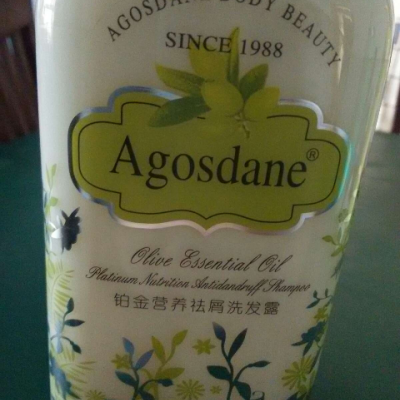 AGOSDANE BODY BEAUTY
SINCE 1988
Agosdane®
Olive Essential Oil
Platinum Nutrition Antidandruff Shampoo
铂金营养祛屑洗发露